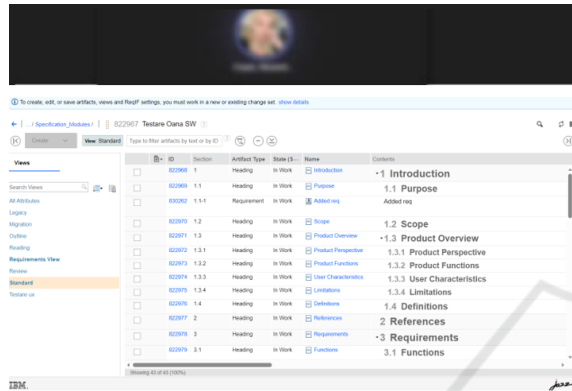 To create, edit, or save artifacts, views and ReqIF settings, you must work in a new or existing change set. show details
... / Specification_Modules / 822967 Testare Oana SW
Create View Standard Type to filter artifacts by text or by ID
Views ID Section Artifact Type State (S... Name Contents
Search Views
All Attributes
Legacy
Migration
Outline
Reading
Requirements View
Review
Standard
Testare ux
822968 1 Heading In Work Introduction 1 Introduction
822969 1.1 Heading In Work Purpose 1.1 Purpose
830262 1.1-1 Requirement In Work Added req Added req
822970 1.2 Heading In Work Scope 1.2 Scope
822971 1.3 Heading In Work Product Overview 1.3 Product Overview
822972 1.3.1 Heading In Work Product Perspective 1.3.1 Product Perspective
822973 1.3.2 Heading In Work Product Functions 1.3.2 Product Functions
822974 1.3.3 Heading In Work User Characteristics 1.3.3 User Characteristics
822975 1.3.4 Heading In Work Limitations 1.3.4 Limitations
822976 1.4 Heading In Work Definitions 1.4 Definitions
822977 2 Heading In Work References 2 References
822978 3 Heading In Work Requirements 3 Requirements
822979 3.1 Heading In Work Functions 3.1 Functions
Showing 43 of 43 (100%)
IBM.